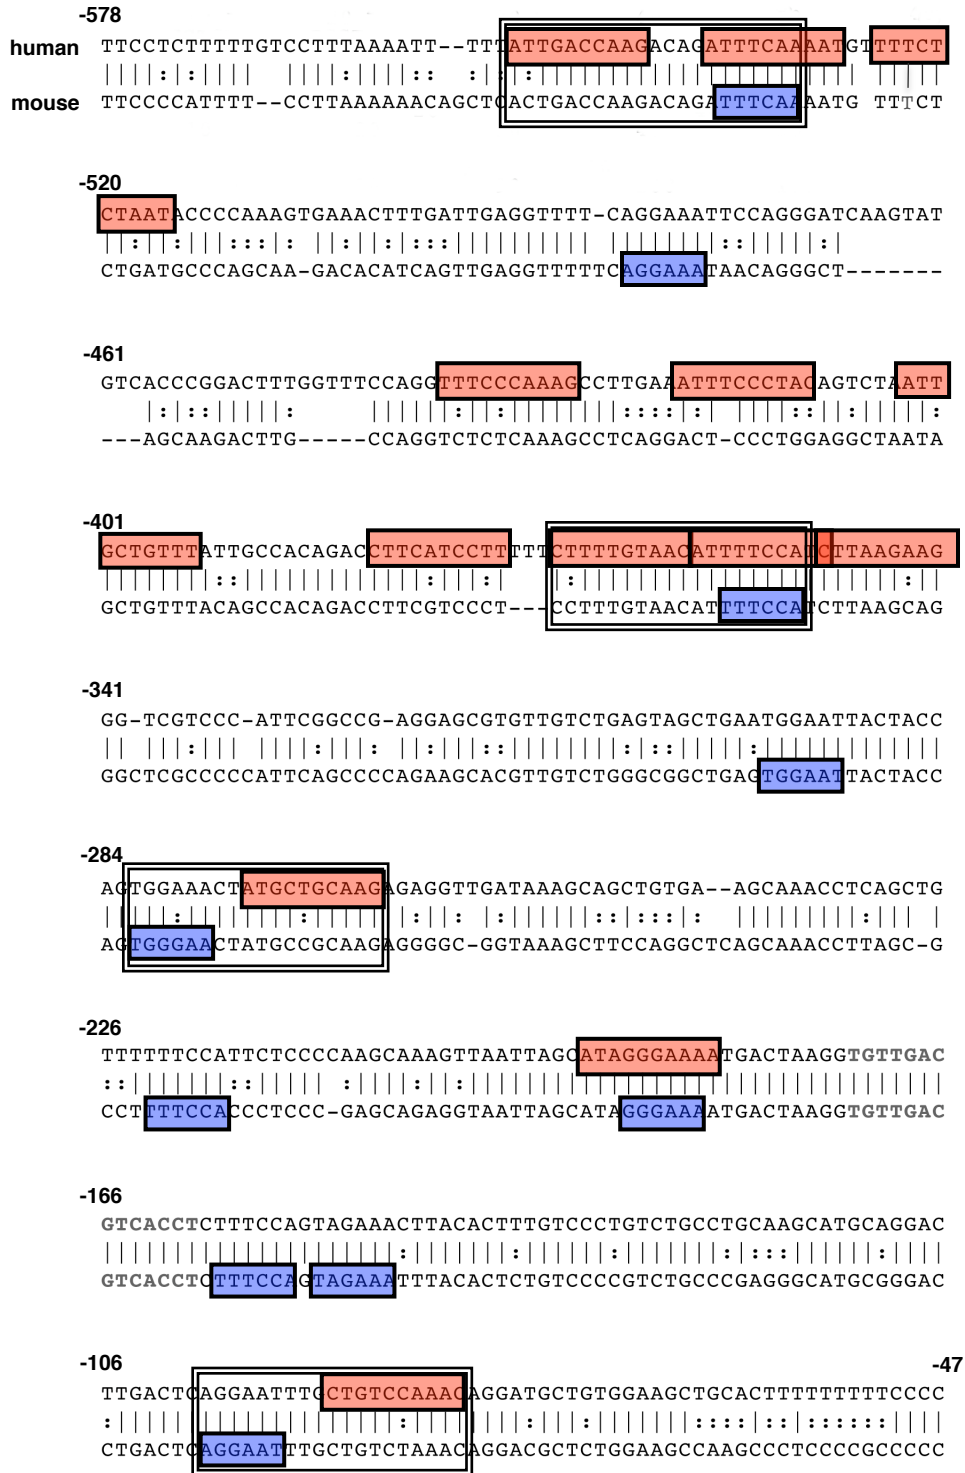 -578
human TTCCTCTTTTTGTCCTTTAAAATT--TTTATTGACCAAGACAGATTTCAAAATGTTTTCT
mouse TTCCCCATTTT--CCTTAAAAAACAGCTCACTGACCAAGACAGATTTCAAAATG TTTCT
-520
CTAATACCCCAAAGTGAAACTTTGATTGAGGTTTT-CAGGAAATTCCAGGGATCAAGTAT
CTGATGCCCAGCAA-GACACATCAGTTGAGGTTTTTCAGGAAATAACAGGGCT-------
-461
GTCACCCGGACTTTGGTTTCCAGGTTTCCCAAAGCCTTGAAATTTCCCTACAGTCTAATT
---AGCAAGACTTG-----CCAGGTCTCTCAAAGCCTCAGGACT-CCCTGGAGGCTAATA
-401
GCTGTTTATTGCCACAGACCTTCATCCTTTTTCTTTTGTAACATTTTCCATCTTAAGAAG
GCTGTTTACAGCCACAGACCTTCGTCCCT---CCTTTGTAACATTTTCCATCTTAAGCAG
-341
GG-TCGTCCC-ATTCGGCCG-AGGAGCGTGTTGTCTGAGTAGCTGAATGGAATTACTACC
GGCTCGCCCCCATTCAGCCCCAGAAGCACGTTGTCTGGGCGGCTGAGTGGAATTACTACC
-284
AGTGGAAACTATGCTGCAAGAGAGGTTGATAAAGCAGCTGTGA--AGCAAACCTCAGCTG
AGTGGGAACTATGCCGCAAGAGGGGC-GGTAAAGCTTCCAGGCTCAGCAAACCTTAGC-G
-226
TTTTTTCCATTCTCCCCAAGCAAAGTTAATTAGCATAGGGAAAATGACTAAGGTGTTGAC
CCTTTTCCACCCTCCC-GAGCAGAGGTAATTAGCATAGGGAAAATGACTAAGGTGTTGAC
-166
GTCACCTCTTTCCAGTAGAAACTTACACTTTGTCCCTGTCTGCCTGCAAGCATGCAGGAC
GTCACCTCTTTCCAGTAGAAATTTACACTCTGTCCCCGTCTGCCCGAGGGCATGCGGGAC
-106 -47
TTGACTCAGGAATTTGCTGTCCAAACAGGATGCTGTGGAAGCTGCACTTTTTTTTTCCCC
CTGACTCAGGAATTTGCTGTCTAAACAGGACGCTCTGGAAGCCAAGCCCTCCCCGCCCCC